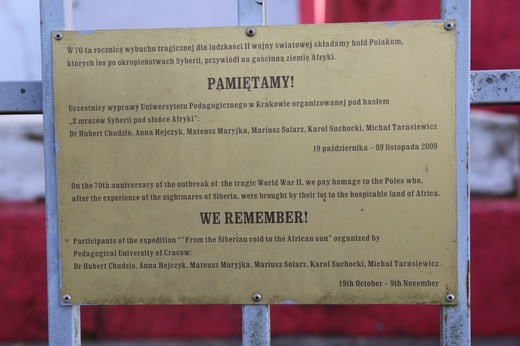 W 70-ta rocznicę wybuchu tragicznej dla ludzkości II wojny światowej składamy hołd Polakom,
których los po okropieństwach Syberii, przywiódł na gościnną ziemię Afryki.
PAMIĘTAMY!
Uczestnicy wyprawy Uniwersytetu Pedagogicznego w Krakowie organizowanej pod hasłem
„Z mrozów Syberii pod słońce Afryki":
Dr Hubert Chudzio, Anna Hejczyk, Mateusz Maryjka, Mariusz Solarz, Karol Suchocki, Michał Tarasiewicz
19 października – 09 listopada 2009
On the 70th anniversary of the outbreak of the tragic World War II, we pay homage to the Poles who,
after the experience of the nightmares of Siberia, were brought by their lot to the hospitable land of Africa.
WE REMEMBER!
Participants of the expedition "“From the Siberian cold to the African sun" organized by
Pedagogical University of Cracow:
Dr Hubert Chudzio, Anna Hejczyk, Mateusz Maryjka, Mariusz Solarz, Karol Suchocki, Michał Tarasiewicz
19th October – 9th November